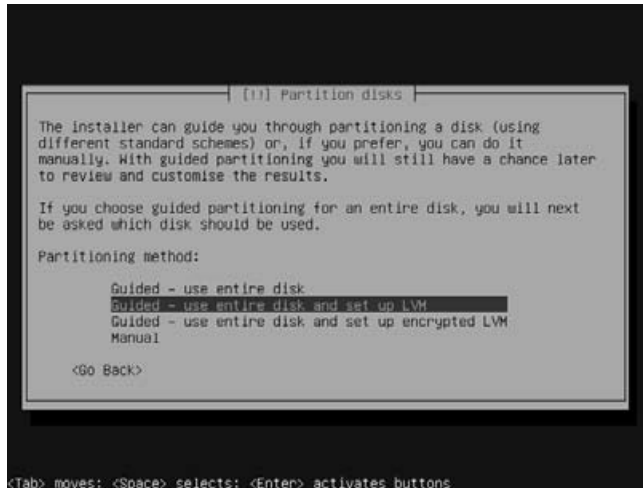 [!!] Partition disks
The installer can guide you through partitioning a disk (using
different standard schemes) or, if you prefer, you can do it
manually. With guided partitioning you will still have a chance later
to review and customise the results.
If you choose guided partitioning for an entire disk, you will next
be asked which disk should be used.
Partitioning method:
Guided - use entire disk
Guided - use entire disk and set up LVM
Guided - use entire disk and set up encrypted LVM
Manual
<Go Back>
<Tab> moves; <Space> selects; <Enter> activates buttons